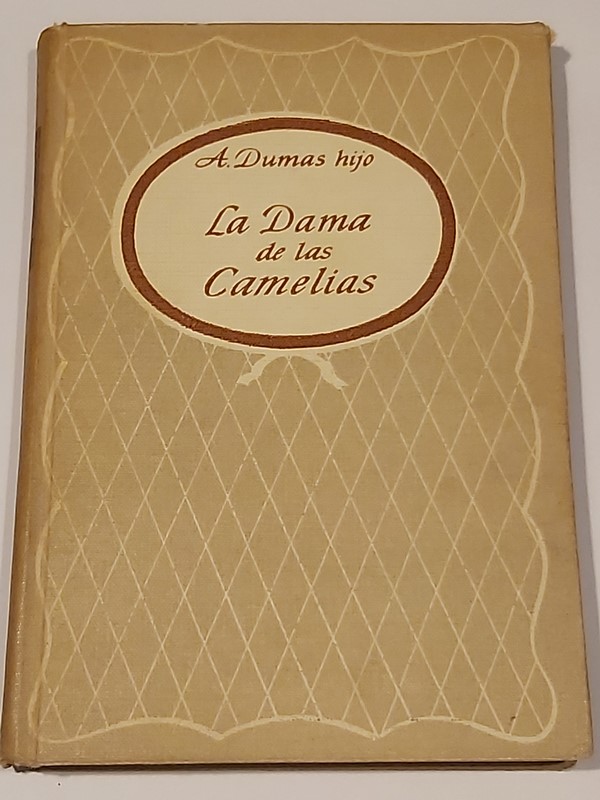 A. Dumas hijo
La Dama
de las
Camelias